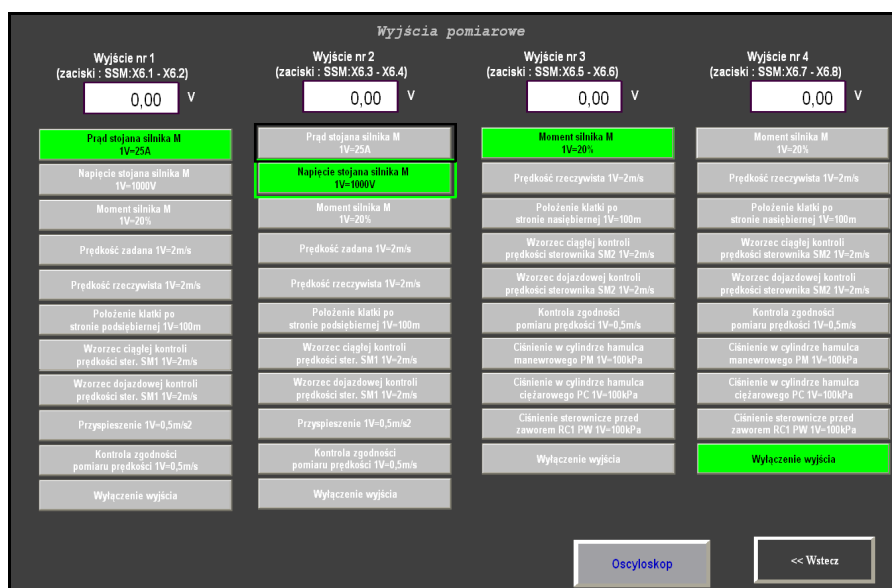 Wyjścia pomiarowe
Wyjście nr 1
(zaciski : SSM:X6.1 - X6.2)
0,00 V
Prąd stojana silnika M
1V=25A
Napięcie stojana silnika M
1V=1000V
Moment silnika M
1V=20%
Prędkość zadana 1V=2m/s
Prędkość rzeczywista 1V=2m/s
Położenie klatki po
stronie podsiębiernej 1V=100m
Wzorzec ciągłej kontroli
prędkości ster. SM1 1V=2m/s
Wzorzec dojazdowej kontroli
prędkości ster. SM1 1V=2m/s
Przyspieszenie 1V=0,5m/s2
Kontrola zgodności
pomiaru prędkości 1V=0,5m/s
Wyłączenie wyjścia
Wyjście nr 2
(zaciski : SSM:X6.3 - X6.4)
0,00 V
Prąd stojana silnika M
1V=25A
Napięcie stojana silnika M
1V=1000V
Moment silnika M
1V=20%
Prędkość zadana 1V=2m/s
Prędkość rzeczywista 1V=2m/s
Położenie klatki po
stronie podsiębiernej 1V=100m
Wzorzec ciągłej kontroli
prędkości ster. SM1 1V=2m/s
Wzorzec dojazdowej kontroli
prędkości ster. SM1 1V=2m/s
Przyspieszenie 1V=0,5m/s2
Kontrola zgodności
pomiaru prędkości 1V=0,5m/s
Wyłączenie wyjścia
Wyjście nr 3
(zaciski : SSM:X6.5 - X6.6)
0,00 V
Moment silnika M
1V=20%
Prędkość rzeczywista 1V=2m/s
Położenie klatki po
stronie nasiębiernej 1V=100m
Wzorzec ciągłej kontroli
prędkości sterownika SM2 1V=2m/s
Wzorzec dojazdowej kontroli
prędkości sterownika SM2 1V=2m/s
Kontrola zgodności
pomiaru prędkości 1V=0,5m/s
Ciśnienie w cylindrze hamulca
manewrowego PM 1V=100kPa
Ciśnienie w cylindrze hamulca
ciężarowego PC 1V=100kPa
Ciśnienie sterownicze przed
zaworem RC1 PW 1V=100kPa
Wyłączenie wyjścia
Wyjście nr 4
(zaciski : SSM:X6.7 - X6.8)
0,00 V
Moment silnika M
1V=20%
Prędkość rzeczywista 1V=2m/s
Położenie klatki po
stronie nasiębiernej 1V=100m
Wzorzec ciągłej kontroli
prędkości sterownika SM2 1V=2m/s
Wzorzec dojazdowej kontroli
prędkości sterownika SM2 1V=2m/s
Kontrola zgodności
pomiaru prędkości 1V=0,5m/s
Ciśnienie w cylindrze hamulca
manewrowego PM 1V=100kPa
Ciśnienie w cylindrze hamulca
ciężarowego PC 1V=100kPa
Ciśnienie sterownicze przed
zaworem RC1 PW 1V=100kPa
Wyłączenie wyjścia
Oscyloskop
<< Wstecz